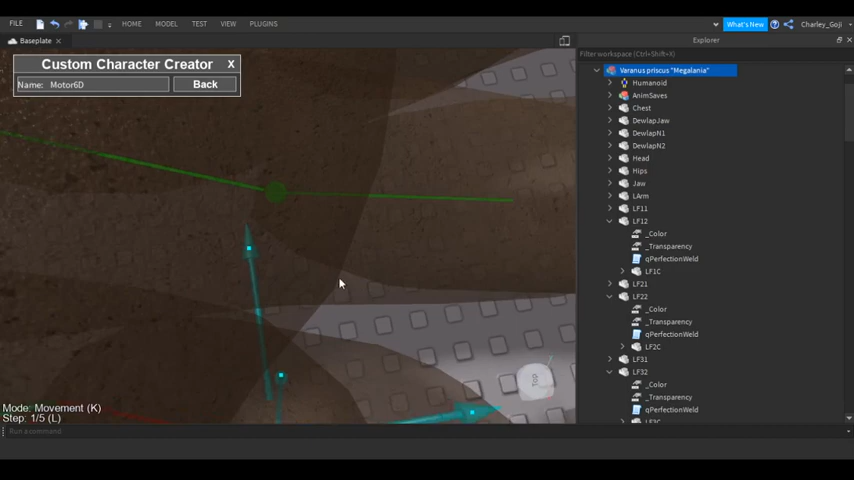 FILE
HOME
MODEL
TEST
VIEW
PLUGINS
What's New
Charley_Goji
Baseplate
Explorer
Filter workspace (Ctrl+Shift+X)
Custom Character Creator
X
Name: Motor6D
Back
Varanus priscus "Megalania"
Humanoid
AnimSaves
Chest
DewlapJaw
DewlapN1
DewlapN2
Head
Hips
Jaw
LArm
LF11
LF12
_Color
_Transparency
qPerfectionWeld
LF1C
LF21
LF22
_Color
_Transparency
qPerfectionWeld
LF2C
LF31
LF32
_Color
_Transparency
qPerfectionWeld
Top
Mode: Movement (K)
Step: 1/5 (L)
Run a command